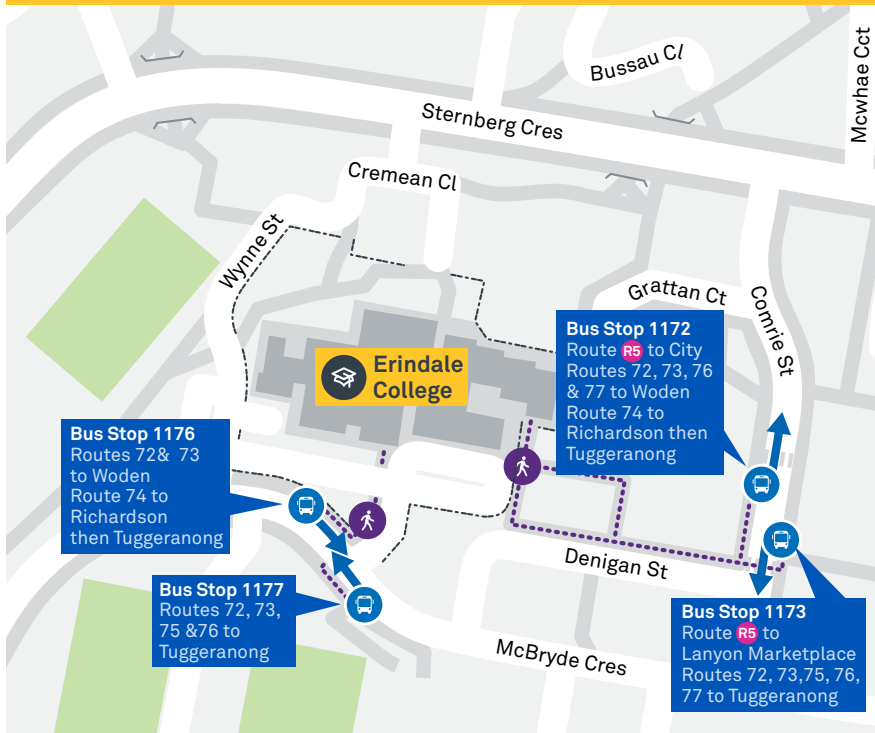 Mcwhae Cct
Bussau Cl
Sternberg Cres
Cremean Cl
Wynne St
Grattan Ct
Comrie St
Bus Stop 1172
Route R5 to City
Routes 72, 73, 76
& 77 to Woden
Route 74 to
Richardson then
Tuggeranong
Erindale
College
Bus Stop 1176
Routes 72& 73
to Woden
Route 74 to
Richardson
then Tuggeranong
Denigan St
Bus Stop 1177
Routes 72, 73,
75 &76 to
Tuggeranong
Bus Stop 1173
Route R5 to
Lanyon Marketplace
Routes 72, 73,75, 76,
77 to Tuggeranong
McBryde Cres